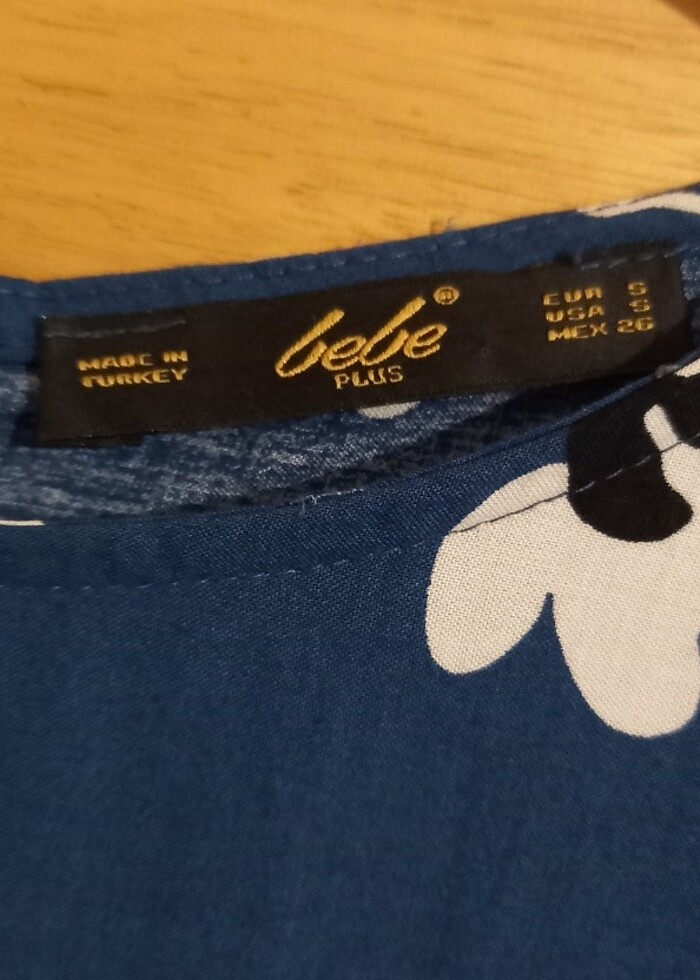 MADE IN
TURKEY
bebe®
PLUS
EUR S
USA S
MEX 26